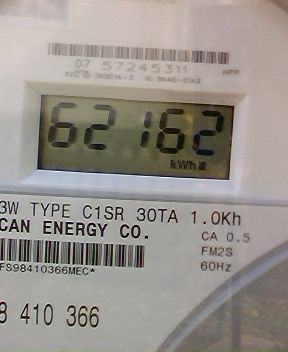 07 57245311 HPP
62162
kWh
3W TYPE C1SR 30TA 1.0Kh
CAN ENERGY CO.
CA 0.5
FM2S
60Hz
FS98410366MEC*
8 410 366